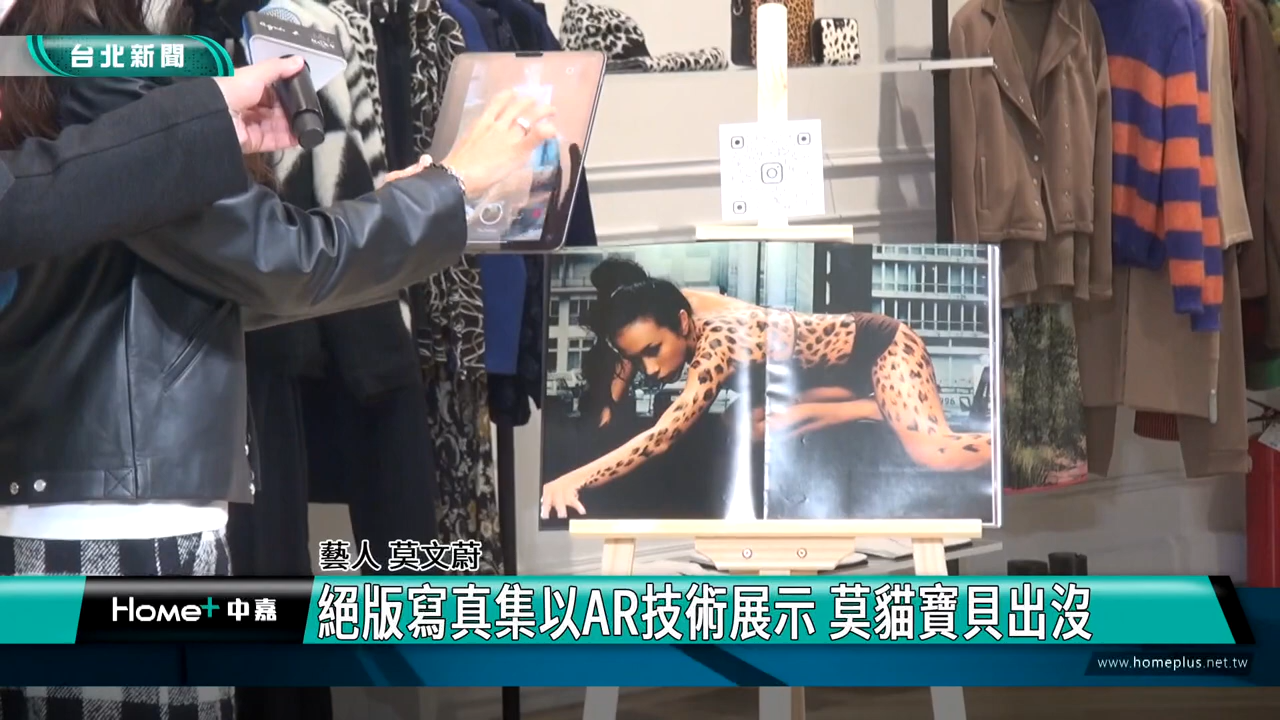 台北新聞
藝人 莫文蔚
Home+ 中嘉
絕版寫真集以AR技術展示 莫貓寶貝出沒
www.homeplus.net.tw